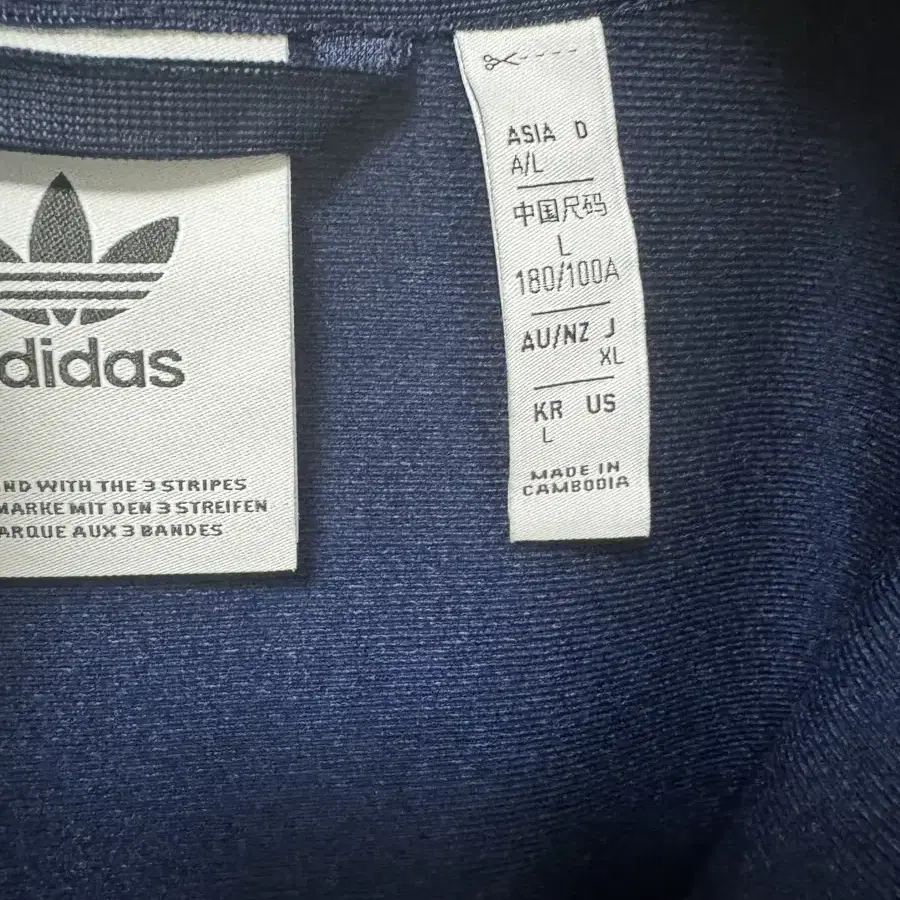 didas
ND WITH THE 3 STRIPES
MARKE MIT DEN 3 STREIFEN
ARQUE AUX 3 BANDES
ASIA D
A/L
中国尺码
L
180/100A
AU/NZ J
XL
KR US
L
MADE IN
CAMBODIA